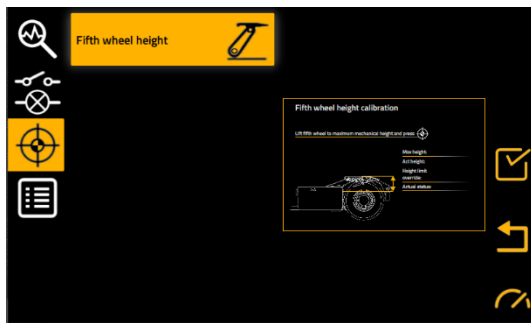 Fifth wheel height
Fifth wheel height calibration
Lift fifth wheel to maximum mechanical height and press
Max height:
Act height:
Height limit
override
Actual status: